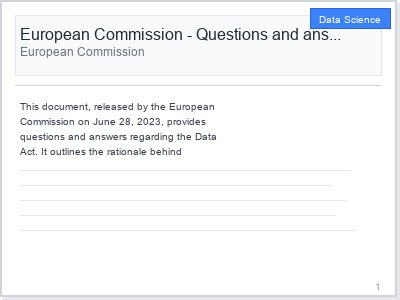 Data Science
European Commission - Questions and ans...
European Commission
This document, released by the European
Commission on June 28, 2023, provides
questions and answers regarding the Data
Act. It outlines the rationale behind
1